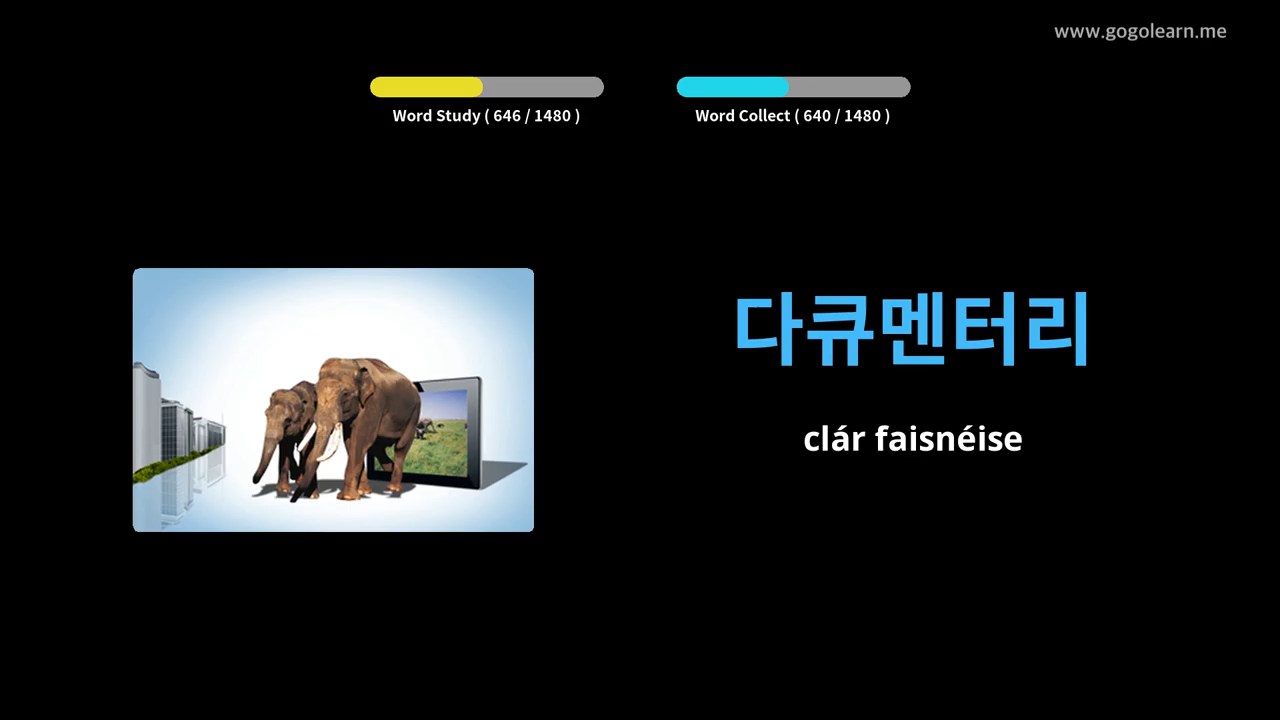 www.gogolearn.me
Word Study ( 646 / 1480 )
Word Collect ( 640 / 1480 )
다큐멘터리
clár faisnéise